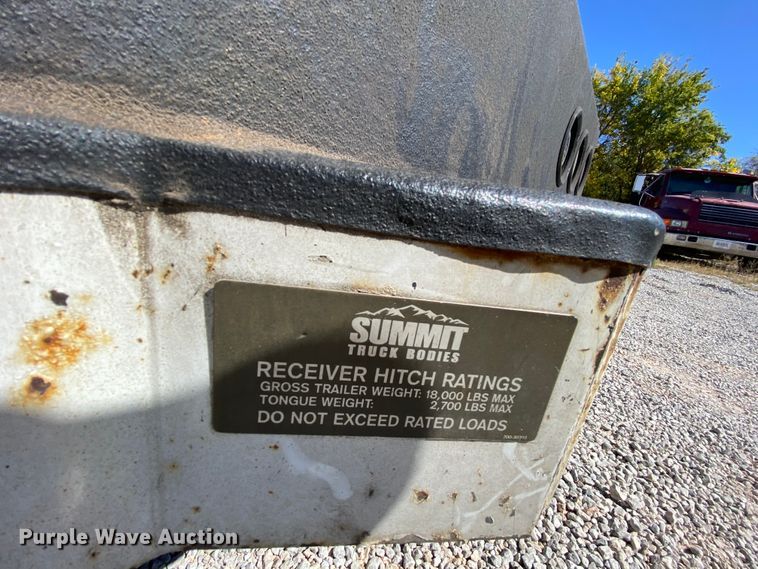 SUMMIT
TRUCK BODIES
RECEIVER HITCH RATINGS
GROSS TRAILER WEIGHT: 18,000 LBS MAX
TONGUE WEIGHT: 2,700 LBS MAX
DO NOT EXCEED RATED LOADS
Purple Wave Auction